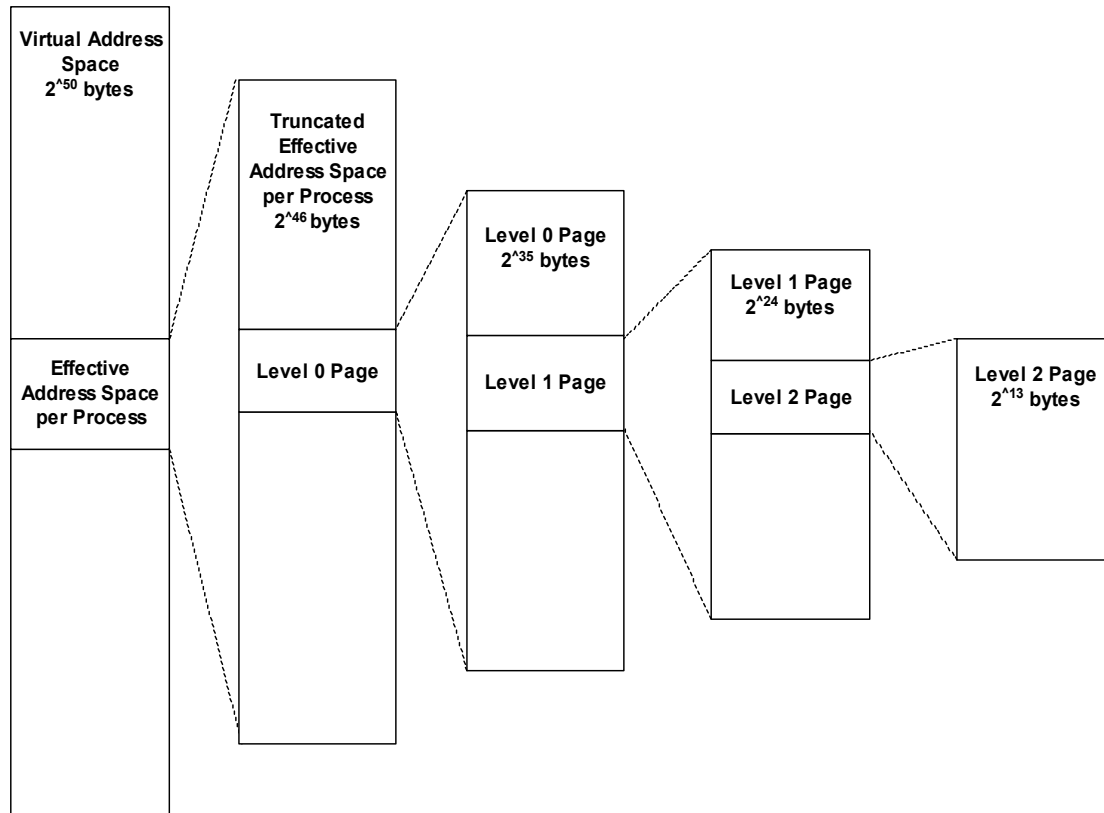 Virtual Address
Space
2^50 bytes
Effective
Address Space
per Process
Truncated
Effective
Address Space
per Process
2^46 bytes
Level 0 Page
Level 0 Page
2^35 bytes
Level 1 Page
Level 1 Page
2^24 bytes
Level 2 Page
Level 2 Page
2^13 bytes